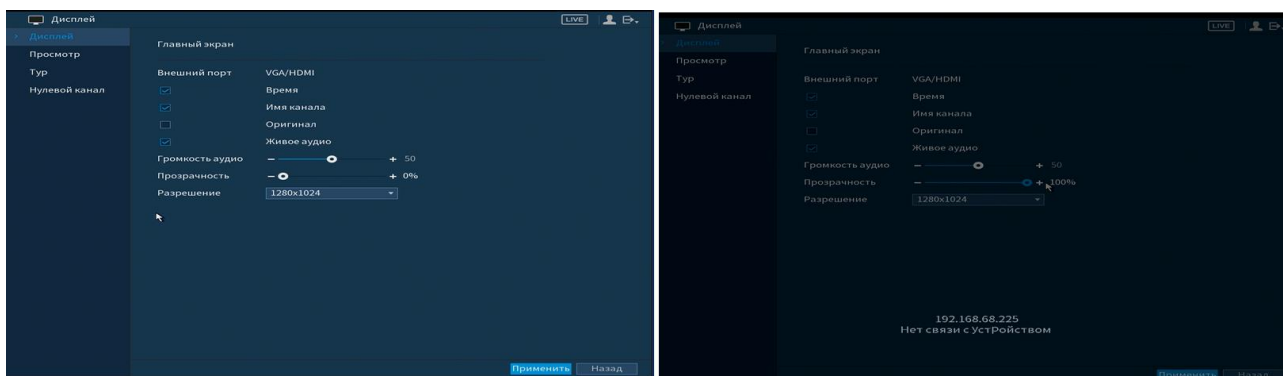 Дисплей
LIVE
Дисплей
Просмотр
Тур
Нулевой канал
Главный экран
Внешний порт VGA/HDMI
Время
Имя канала
Оригинал
Живое аудио
Громкость аудио 50
Прозрачность 0%
Разрешение 1280x1024
Применить Назад
Дисплей
LIVE
Дисплей
Просмотр
Тур
Нулевой канал
Главный экран
Внешний порт VGA/HDMI
Время
Имя канала
Оригинал
Живое аудио
Громкость аудио 50
Прозрачность 100%
Разрешение 1280x1024
192.168.68.225
Нет связи с УстРойством
Применить Назад